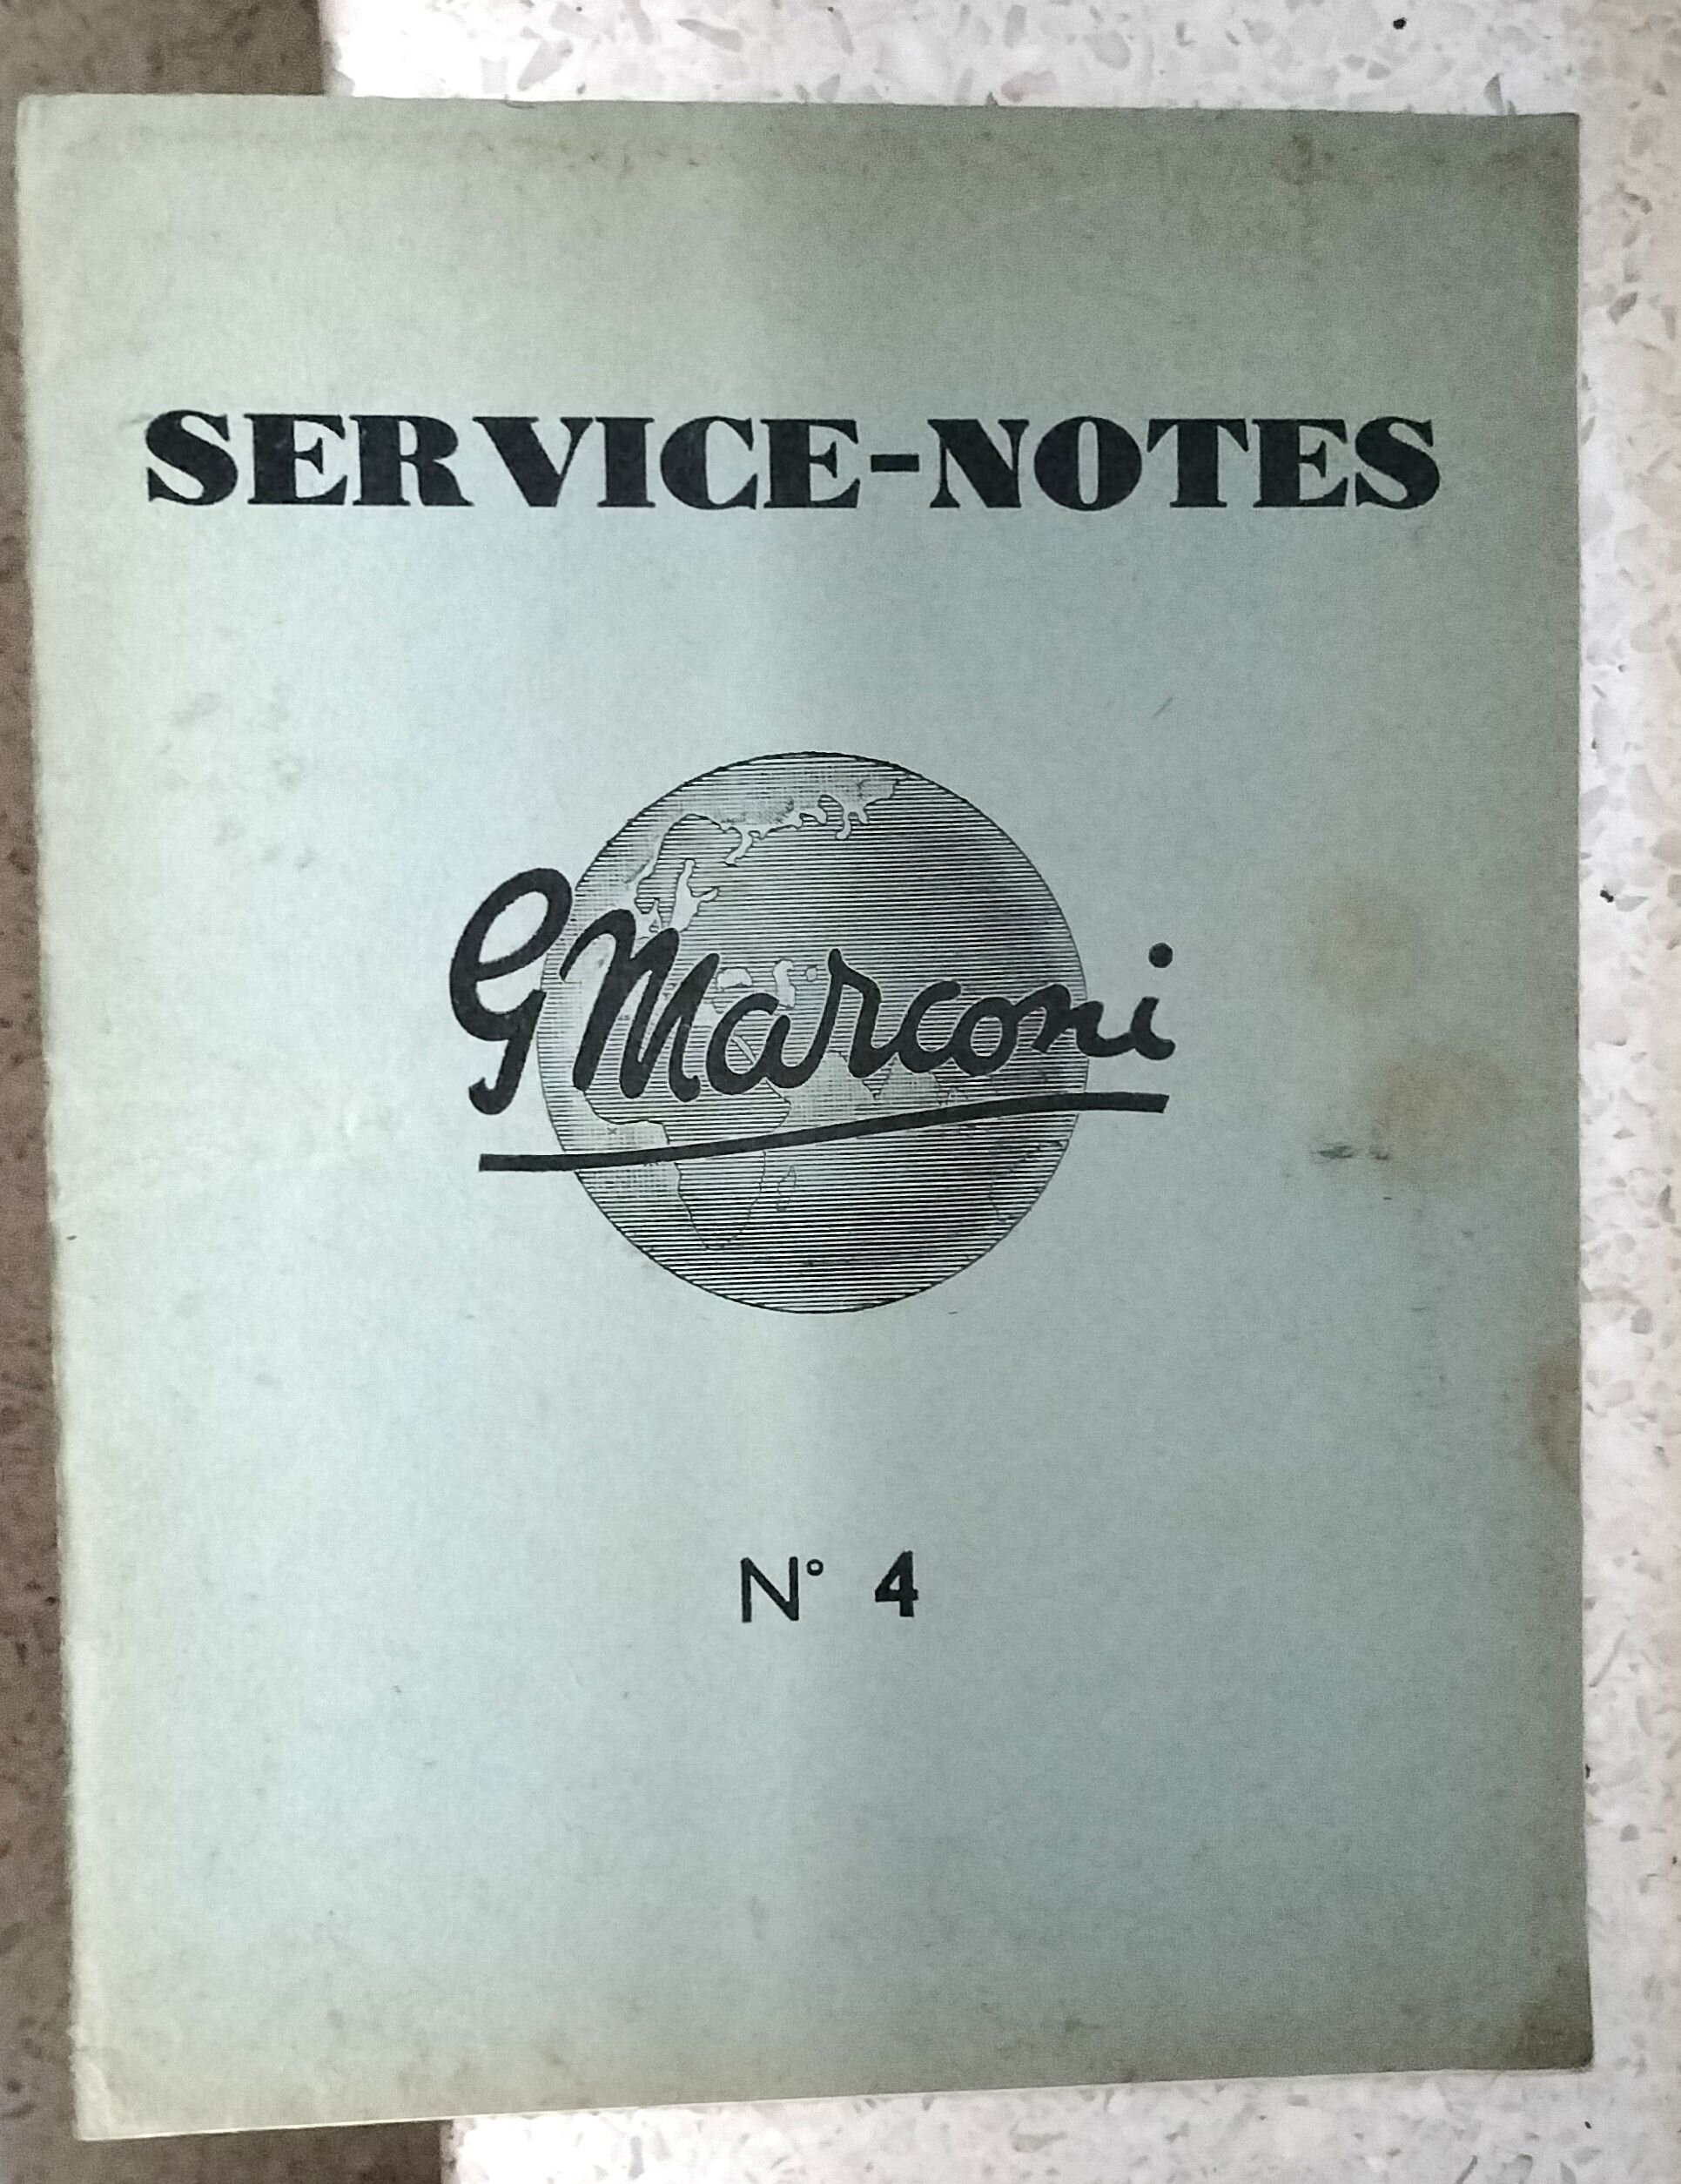 SERVICE-NOTES
G Marconi
N° 4